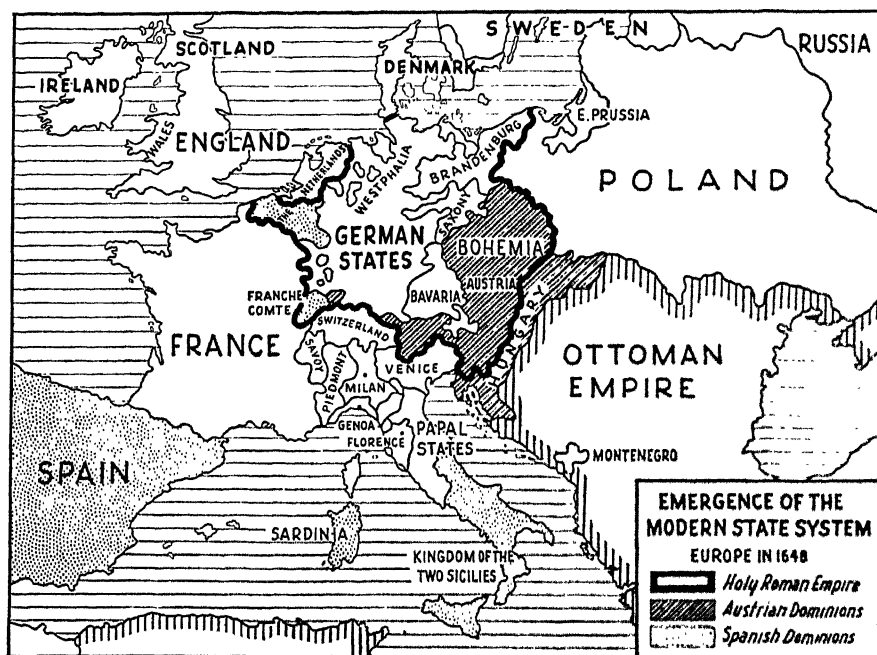 SWEDEN
RUSSIA
SCOTLAND
IRELAND
DENMARK
E. PRUSSIA
WALES
ENGLAND
BRANDENBURG
NETHERLANDS
WESTPHALIA
POLAND
THE
SAXONY
GERMAN
STATES
BOHEMIA
AUSTRIA
BAVARIA
FRANCHE
COMTE
SWITZERLAND
HUNGARY
FRANCE
SAVOY
PIEDMONT
MILAN
VENICE
OTTOMAN
EMPIRE
GENOA
FLORENCE
PAPAL
STATES
SPAIN
MONTENEGRO
SARDINIA
KINGDOM OF THE
TWO SICILIES
EMERGENCE OF THE
MODERN STATE SYSTEM
EUROPE IN 1648
Holy Roman Empire
Austrian Dominions
Spanish Dominions